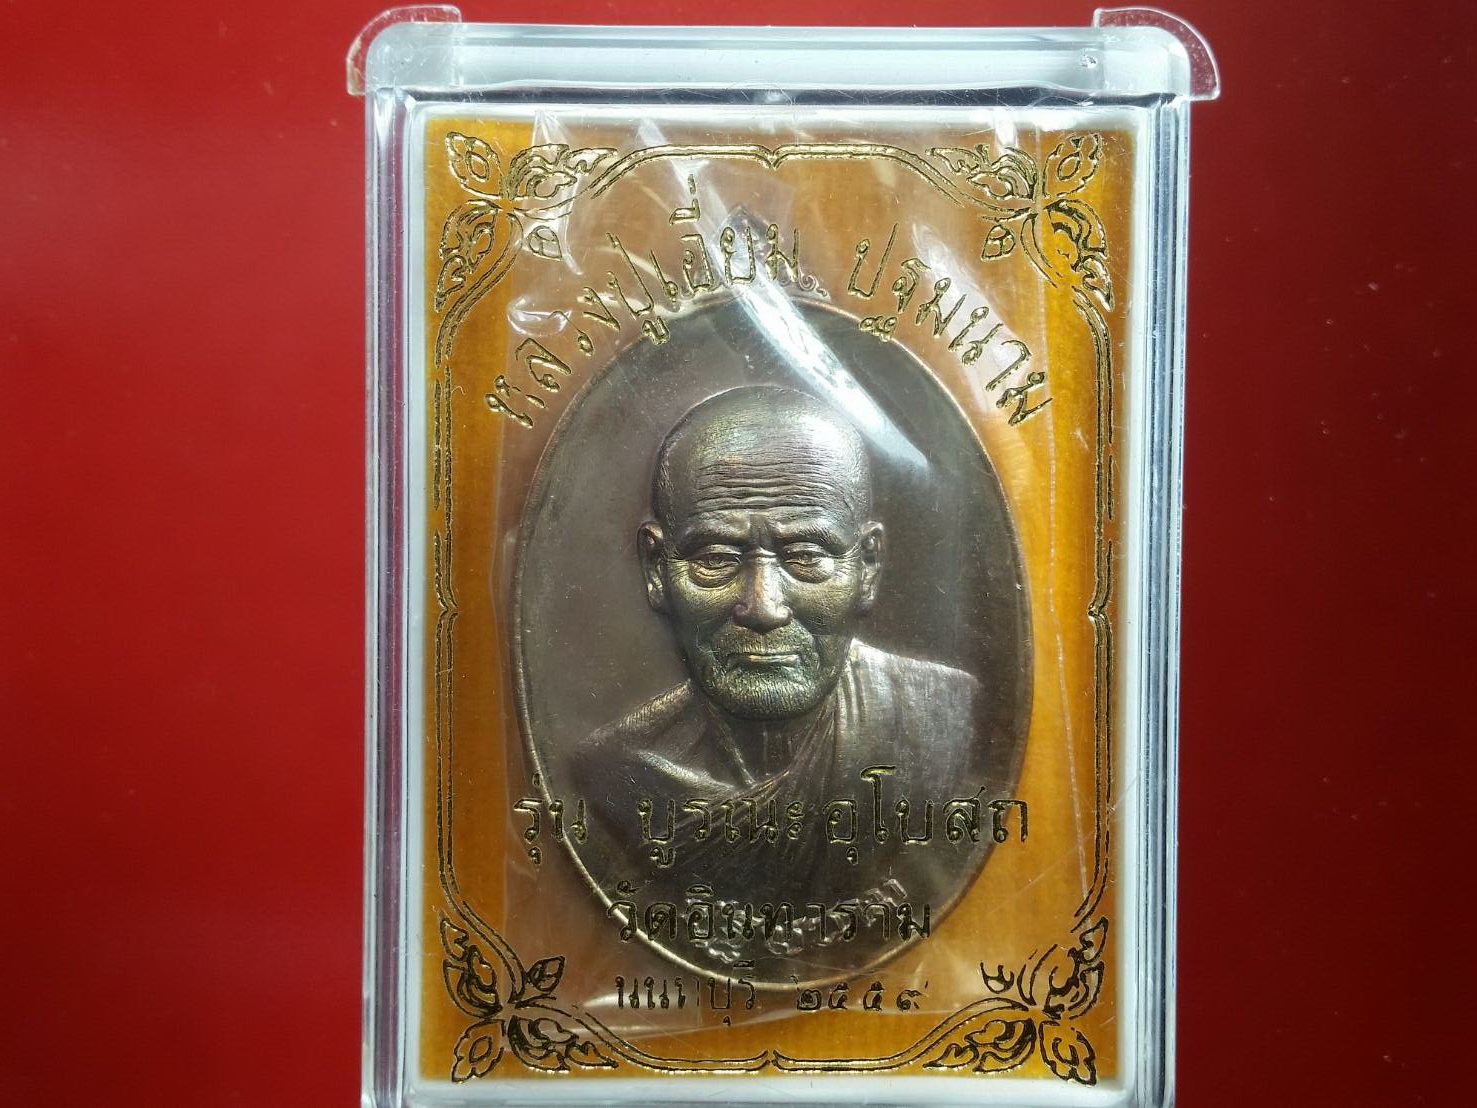 หลวงปู่เอี่ยม ปฐมนาม
รุ่น บูรณะอุโบสถ
วัดอินทาราม
นนทบุรี ๒๕๕๙